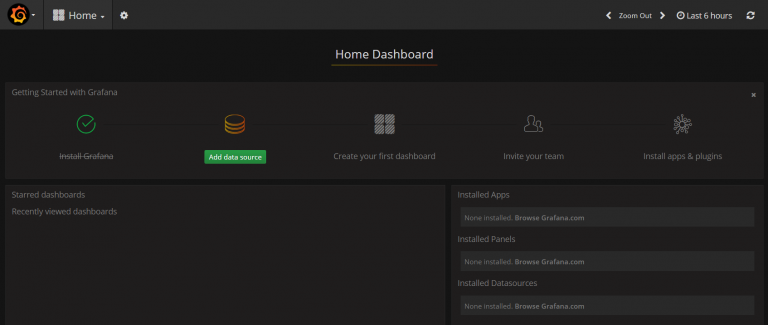 Home
Zoom Out
Last 6 hours
Home Dashboard
Getting Started with Grafana
Install Grafana
Add data source
Create your first dashboard
Invite your team
Install apps & plugins
Starred dashboards
Recently viewed dashboards
Installed Apps
None installed. Browse Grafana.com
Installed Panels
None installed. Browse Grafana.com
Installed Datasources
None installed. Browse Grafana.com